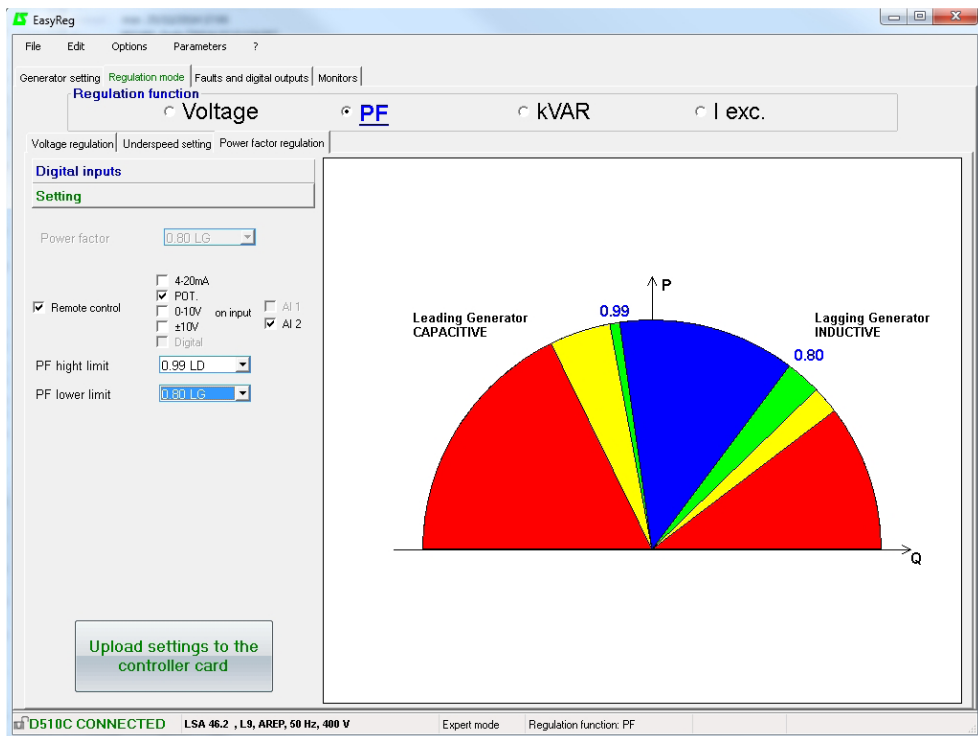 EasyReg
File Edit Options Parameters ?
Generator setting Regulation mode Faults and digital outputs Monitors
Regulation function
Voltage PF kVAR I exc.
Voltage regulation Underspeed setting Power factor regulation
Digital inputs
Setting
Power factor 0.80 LG
4-20mA
POT.
Remote control 0-10V on input AI 1
±10V AI 2
Digital
PF hight limit 0.99 LD
PF lower limit 0.80 LG
P
0.99
Leading Generator
CAPACITIVE
Lagging Generator
INDUCTIVE
0.80
Q
Upload settings to the
controller card
D510C CONNECTED LSA 46.2 , L9, AREP, 50 Hz, 400 V Expert mode Regulation function: PF